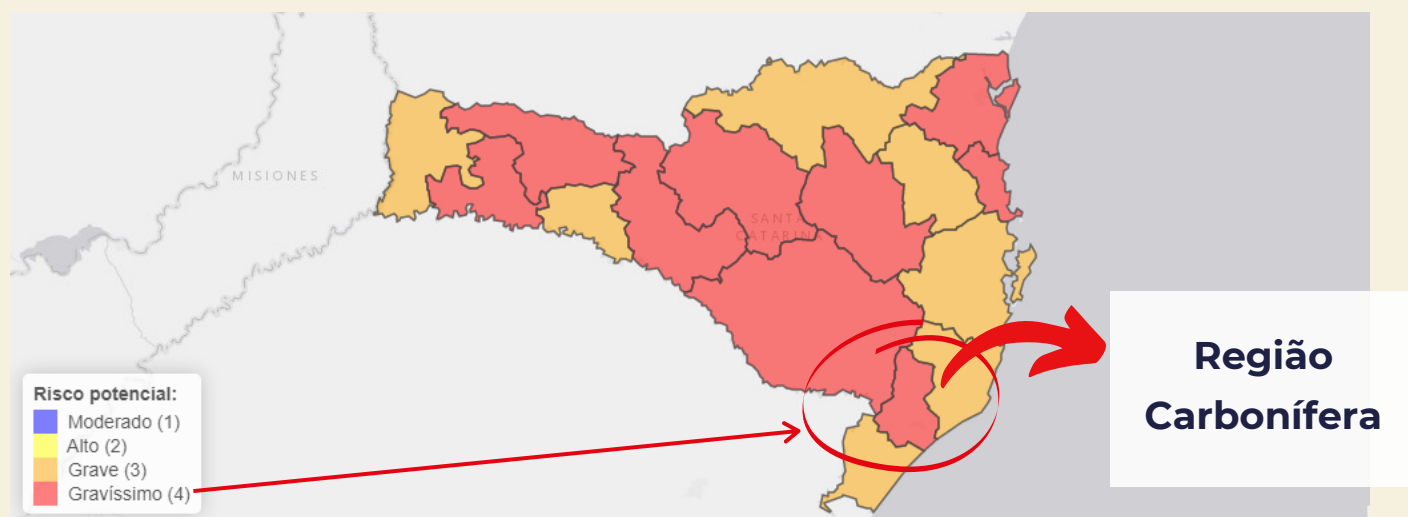 MISIONES
SANTA
CATARINA
Região
Carbonífera
Risco potencial:
Moderado (1)
Alto (2)
Grave (3)
Gravíssimo (4)